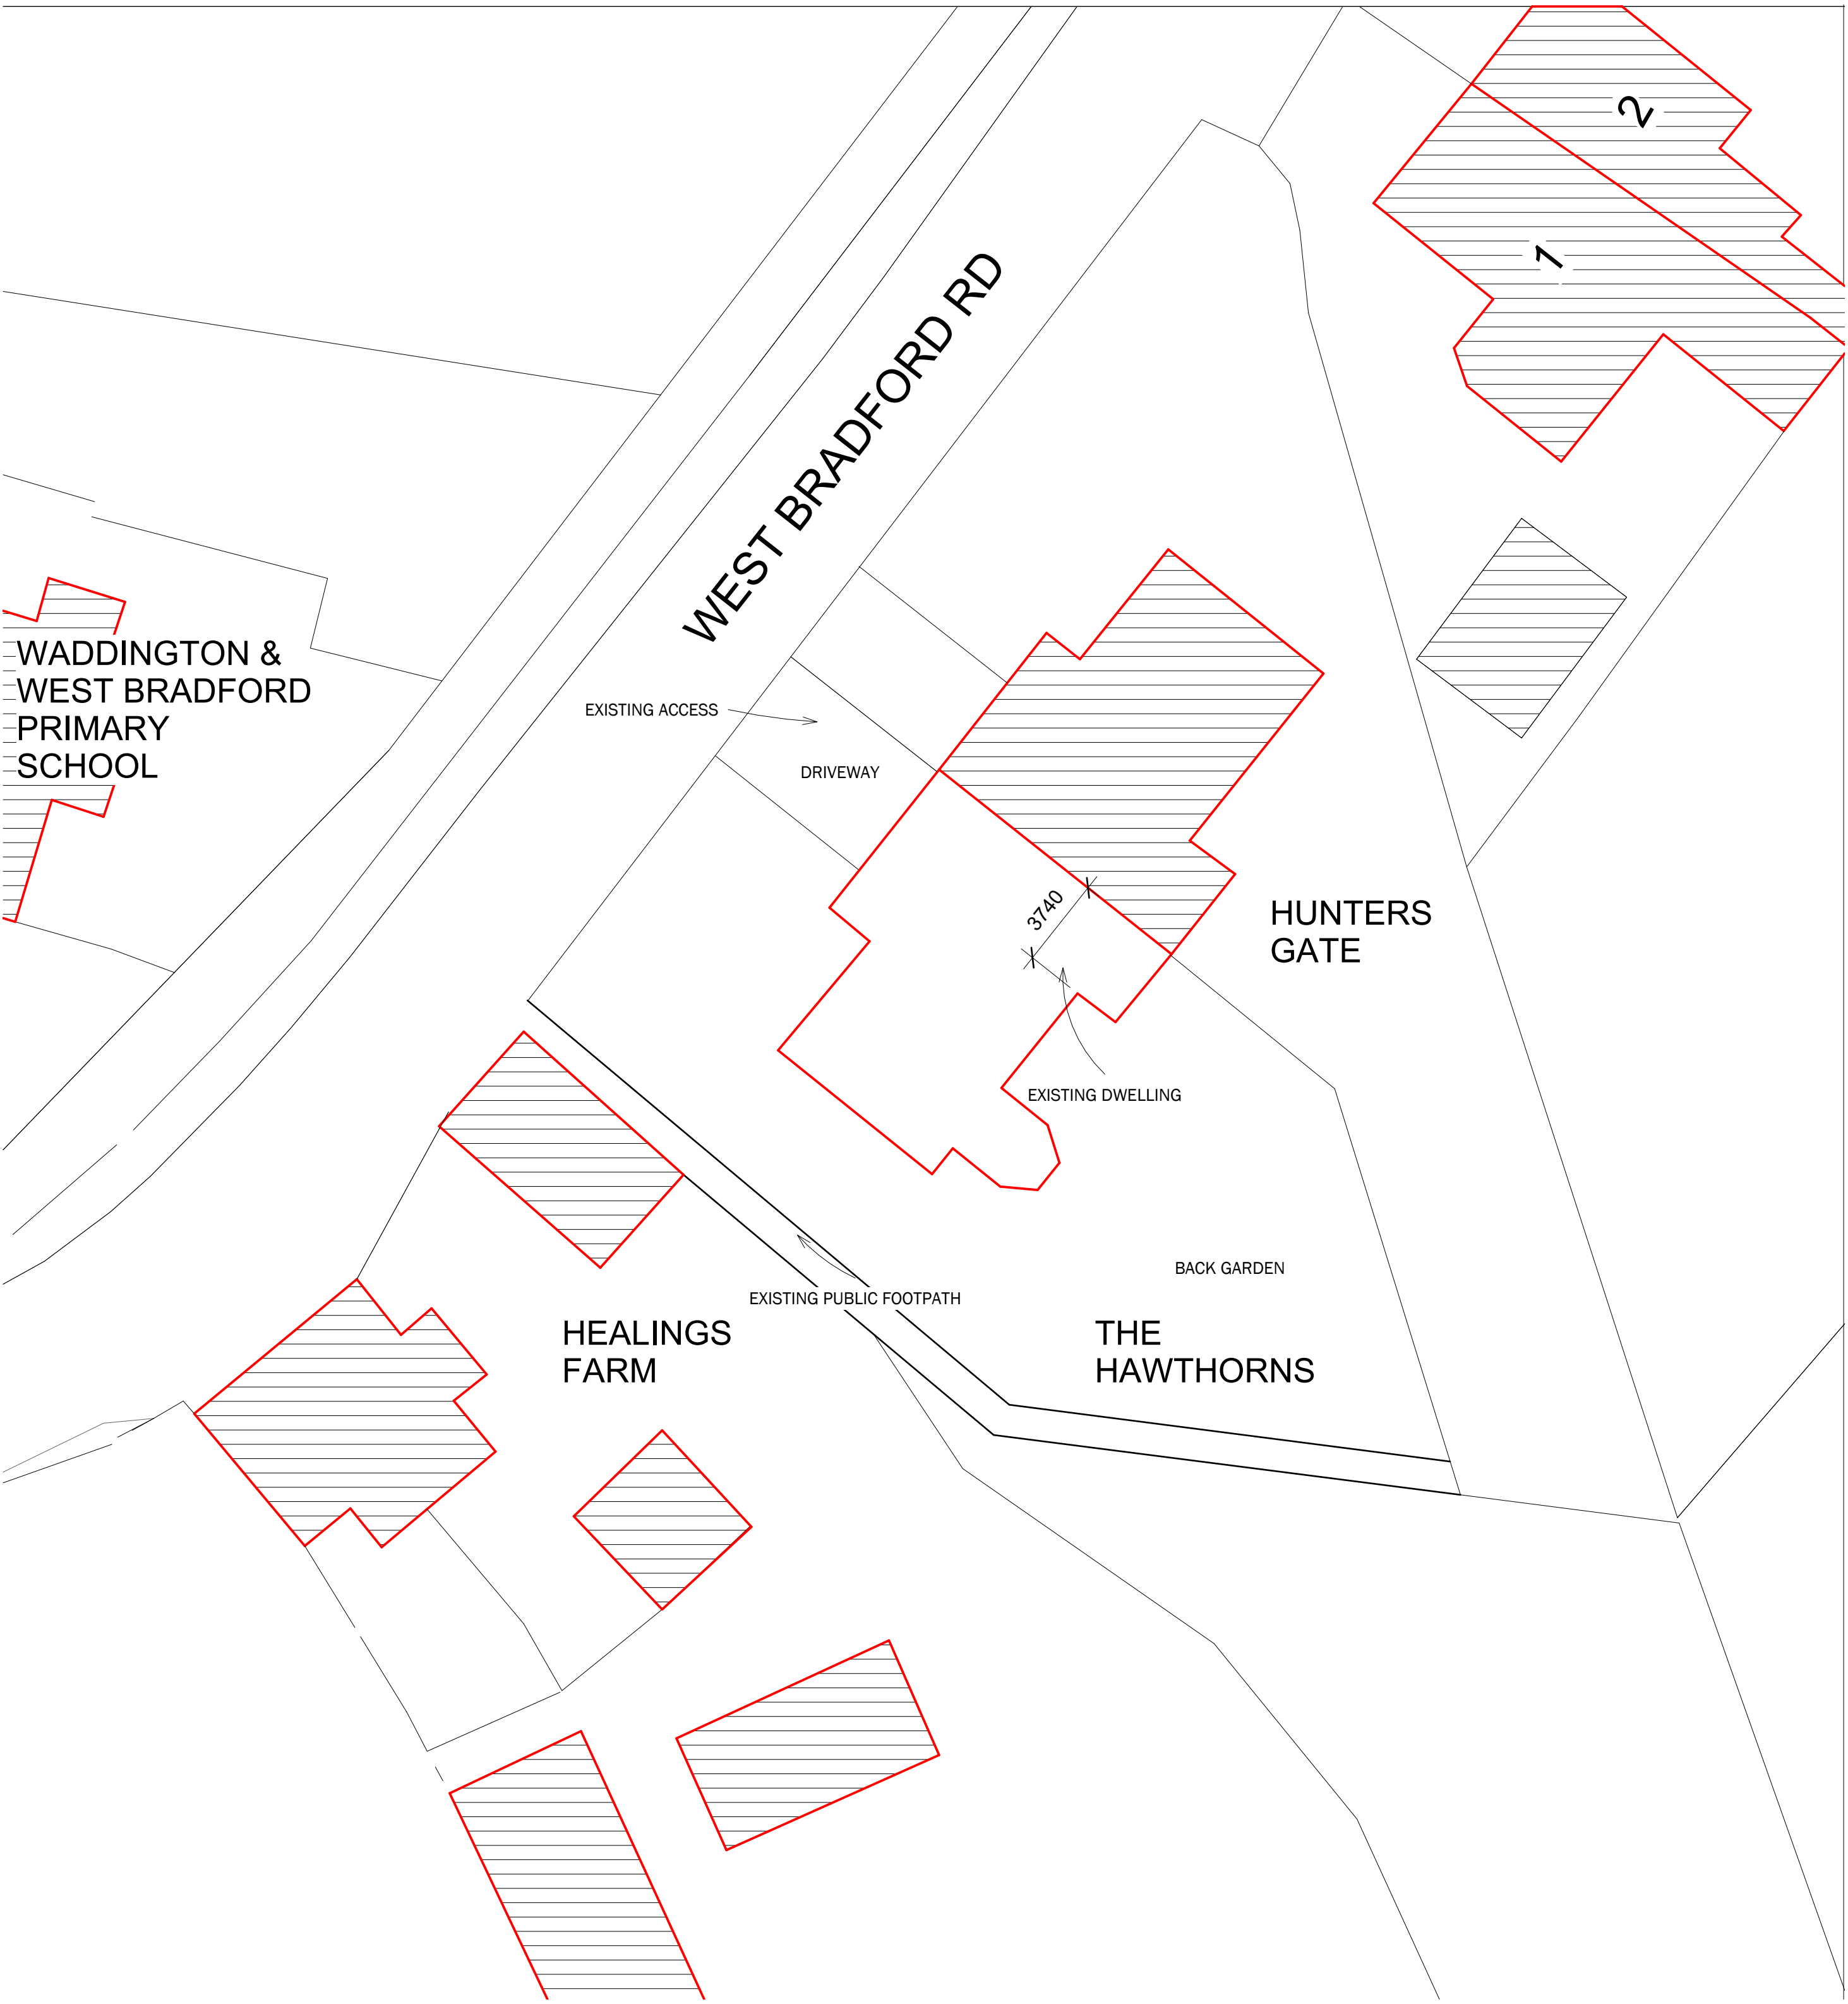 2
1
WEST BRADFORD RD
WADDINGTON &
WEST BRADFORD
PRIMARY
SCHOOL
EXISTING ACCESS
DRIVEWAY
3740
HUNTERS
GATE
EXISTING DWELLING
BACK GARDEN
EXISTING PUBLIC FOOTPATH
HEALINGS
FARM
THE
HAWTHORNS